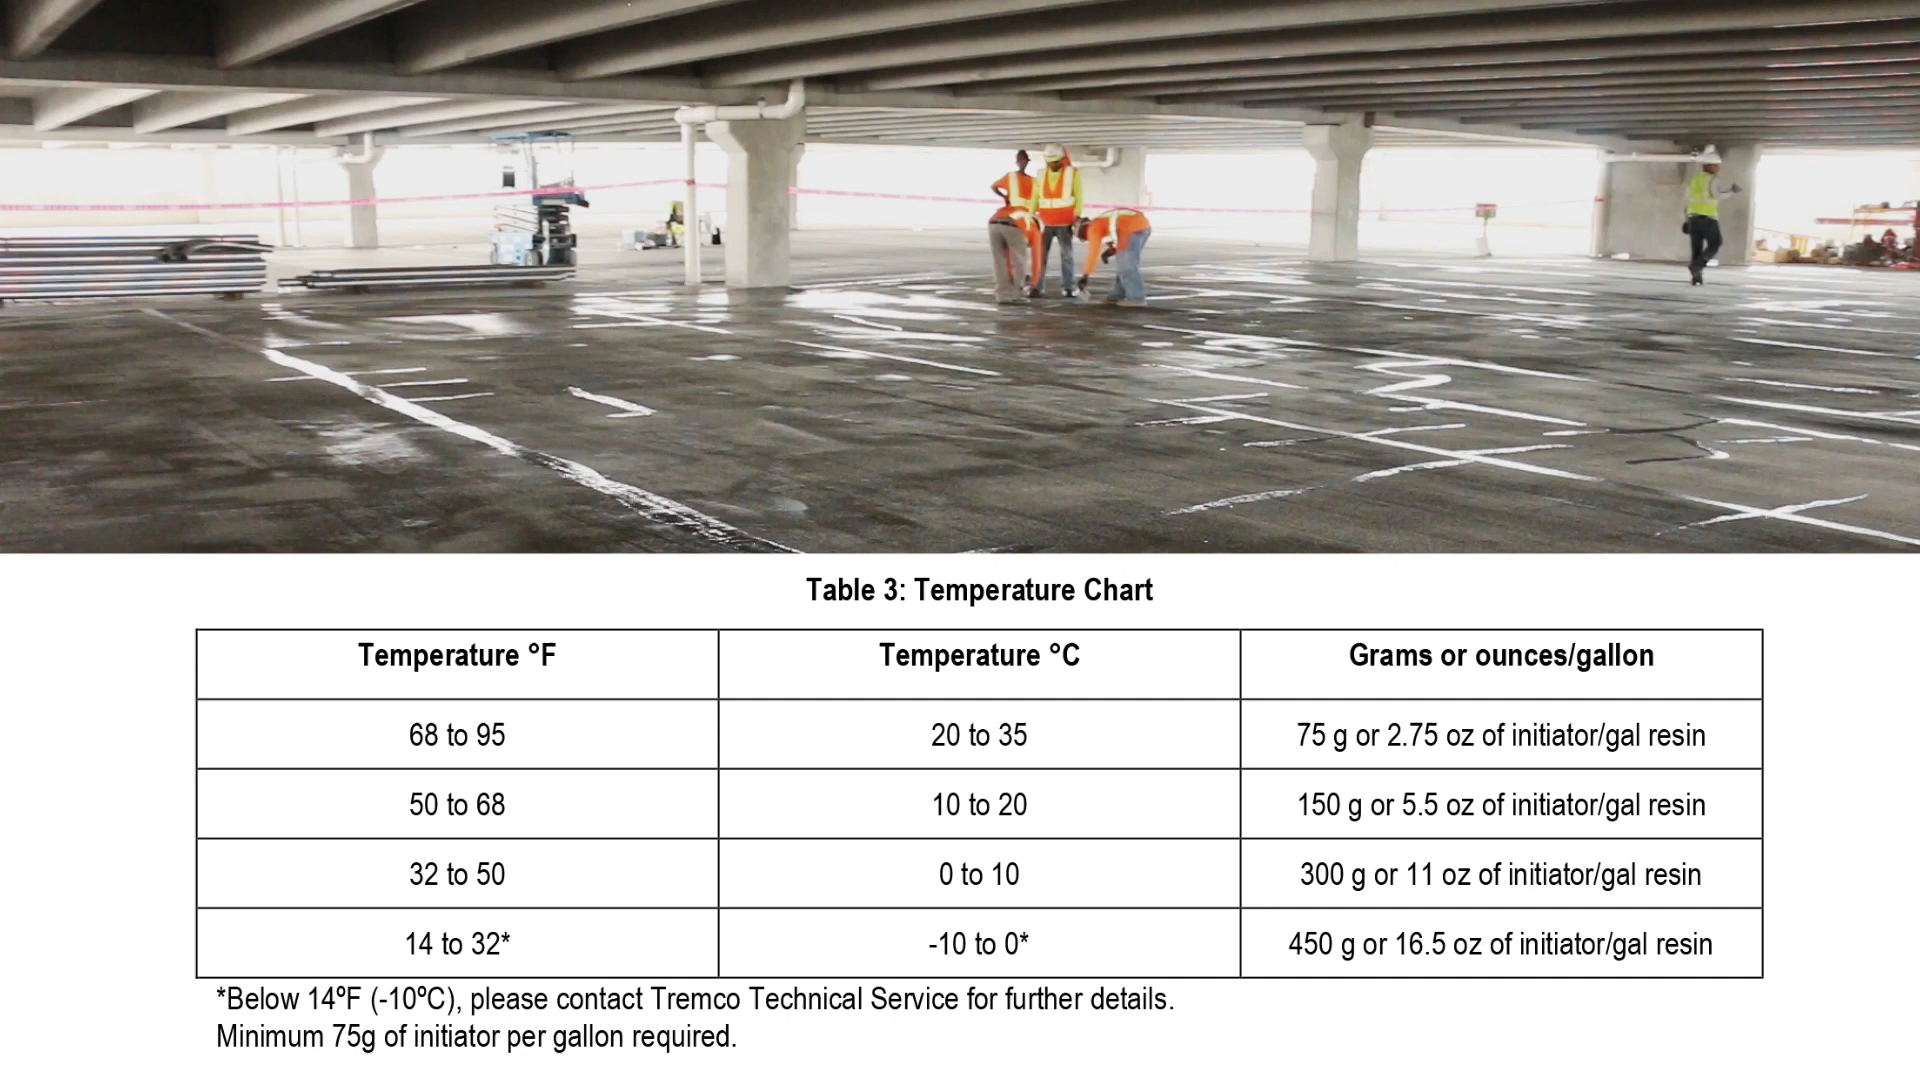 Table 3: Temperature Chart
Temperature °F Temperature °C Grams or ounces/gallon
68 to 95 20 to 35 75 g or 2.75 oz of initiator/gal resin
50 to 68 10 to 20 150 g or 5.5 oz of initiator/gal resin
32 to 50 0 to 10 300 g or 11 oz of initiator/gal resin
14 to 32* -10 to 0* 450 g or 16.5 oz of initiator/gal resin
*Below 14ºF (-10ºC), please contact Tremco Technical Service for further details.
Minimum 75g of initiator per gallon required.